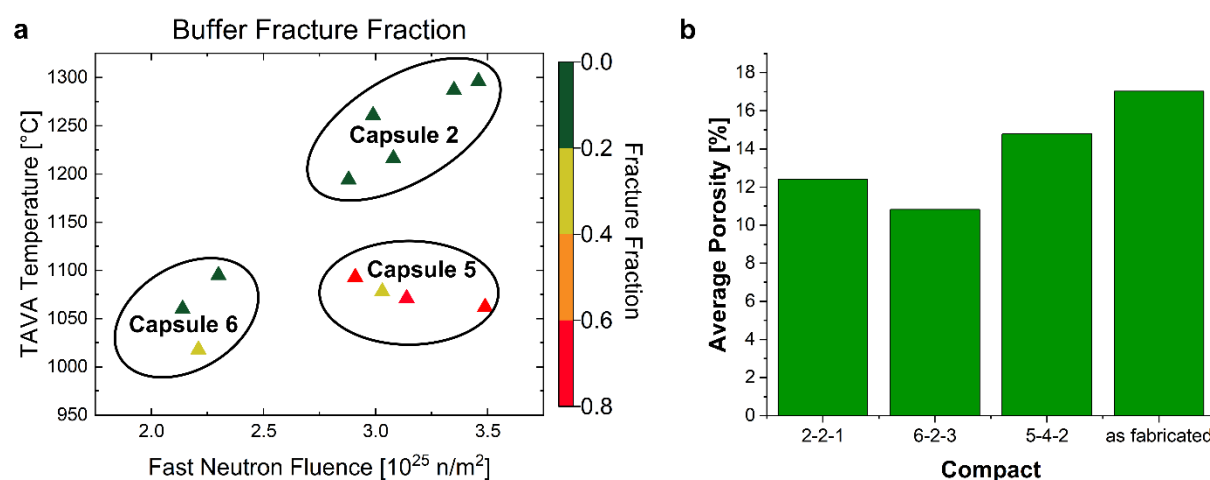 a
Buffer Fracture Fraction
TAVA Temperature [°C]
1300
1250
1200
1150
1100
1050
1000
950
2.0
2.5
3.0
3.5
Fast Neutron Fluence [10²⁵ n/m²]
Capsule 2
Capsule 5
Capsule 6
0.0
0.2
0.4
0.6
0.8
Fracture Fraction
b
Average Porosity [%]
18
16
14
12
10
8
6
4
2
0
2-2-1
6-2-3
5-4-2
as fabricated
Compact